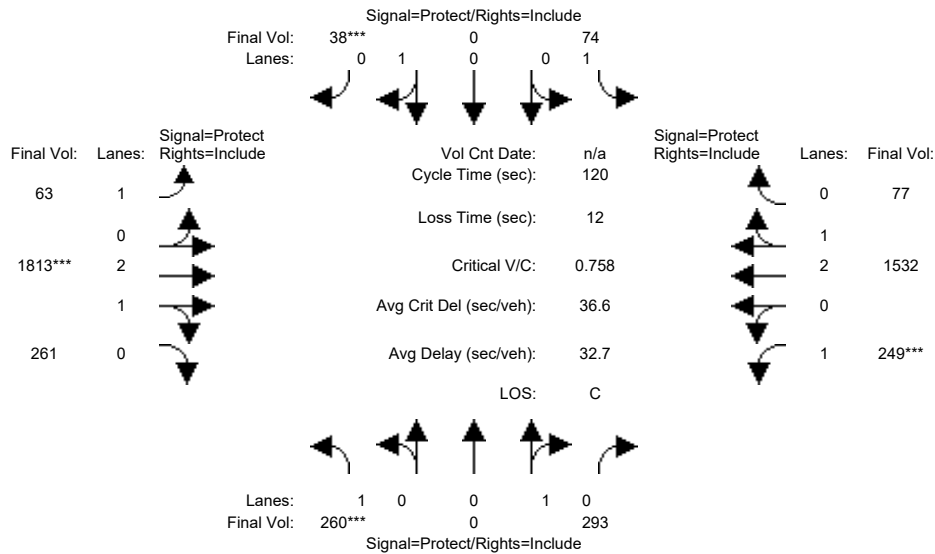 Signal=Protect/Rights=Include
Final Vol: 38*** 0 74
Lanes: 0 1 0 0 1
Signal=Protect
Final Vol: Lanes: Rights=Include
Vol Cnt Date: n/a
Signal=Protect
Rights=Include Lanes: Final Vol:
Cycle Time (sec): 120
63 1
0 77
Loss Time (sec): 12
0
1
1813*** 2
Critical V/C: 0.758
2 1532
1
Avg Crit Del (sec/veh): 36.6
0
261 0
Avg Delay (sec/veh): 32.7
1 249***
LOS: C
Lanes: 1 0 0 1 0
Final Vol: 260*** 0 293
Signal=Protect/Rights=Include